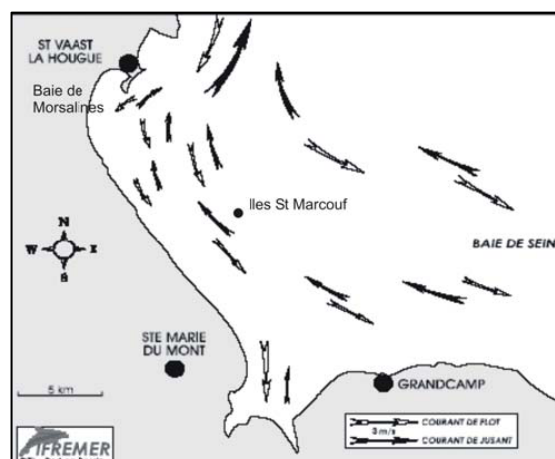 ST VAAST
LA HOUGUE
Baie de
Morsalines
Iles St Marcouf
N
W
S
BAIE DE SEIN
STE MARIE
DU MONT
5 km
GRANDCAMP
COURANT DE FLOT
COURANT DE JUSANT
IFREMER